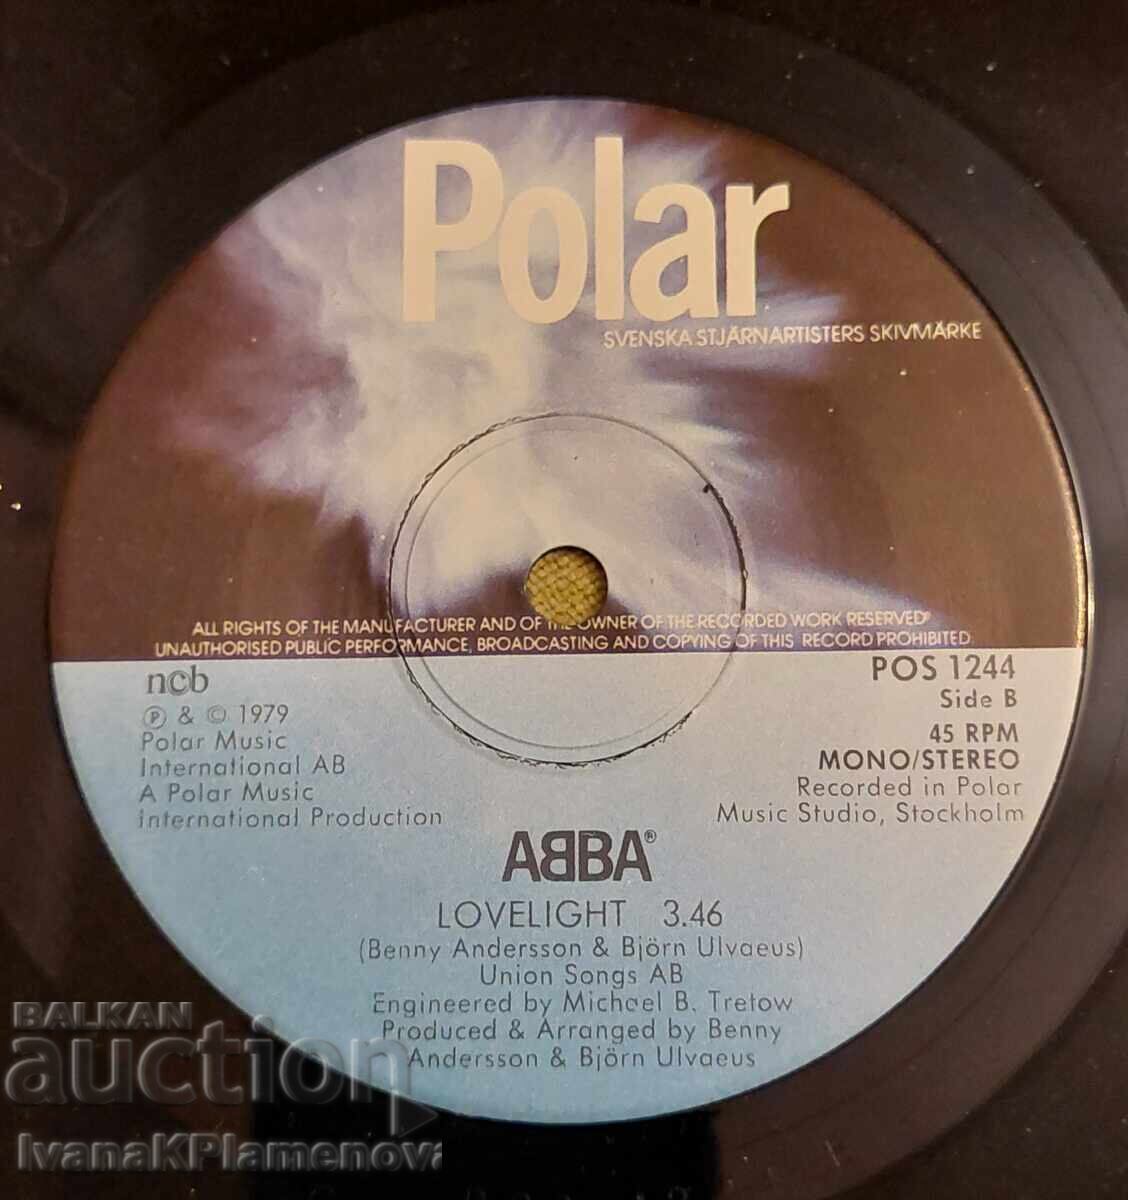 Polar
SVENSKA STJÄRNARTISTERS SKIVMÄRKE
ALL RIGHTS OF THE MANUFACTURER AND OF THE OWNER OF THE RECORDED WORK RESERVED
UNAUTHORISED PUBLIC PERFORMANCE, BROADCASTING AND COPYING OF THIS RECORD PROHIBITED
ncb
℗ & © 1979
Polar Music
International AB
A Polar Music
International Production
POS 1244
Side B
45 RPM
MONO/STEREO
Recorded in Polar
Music Studio, Stockholm
ABBA®
LOVELIGHT 3.46
(Benny Andersson & Björn Ulvaeus)
Union Songs AB
Engineered by Michael B. Tretow
Produced & Arranged by Benny
Andersson & Björn Ulvaeus
BALKAN
auction
IvanaKPlamenova